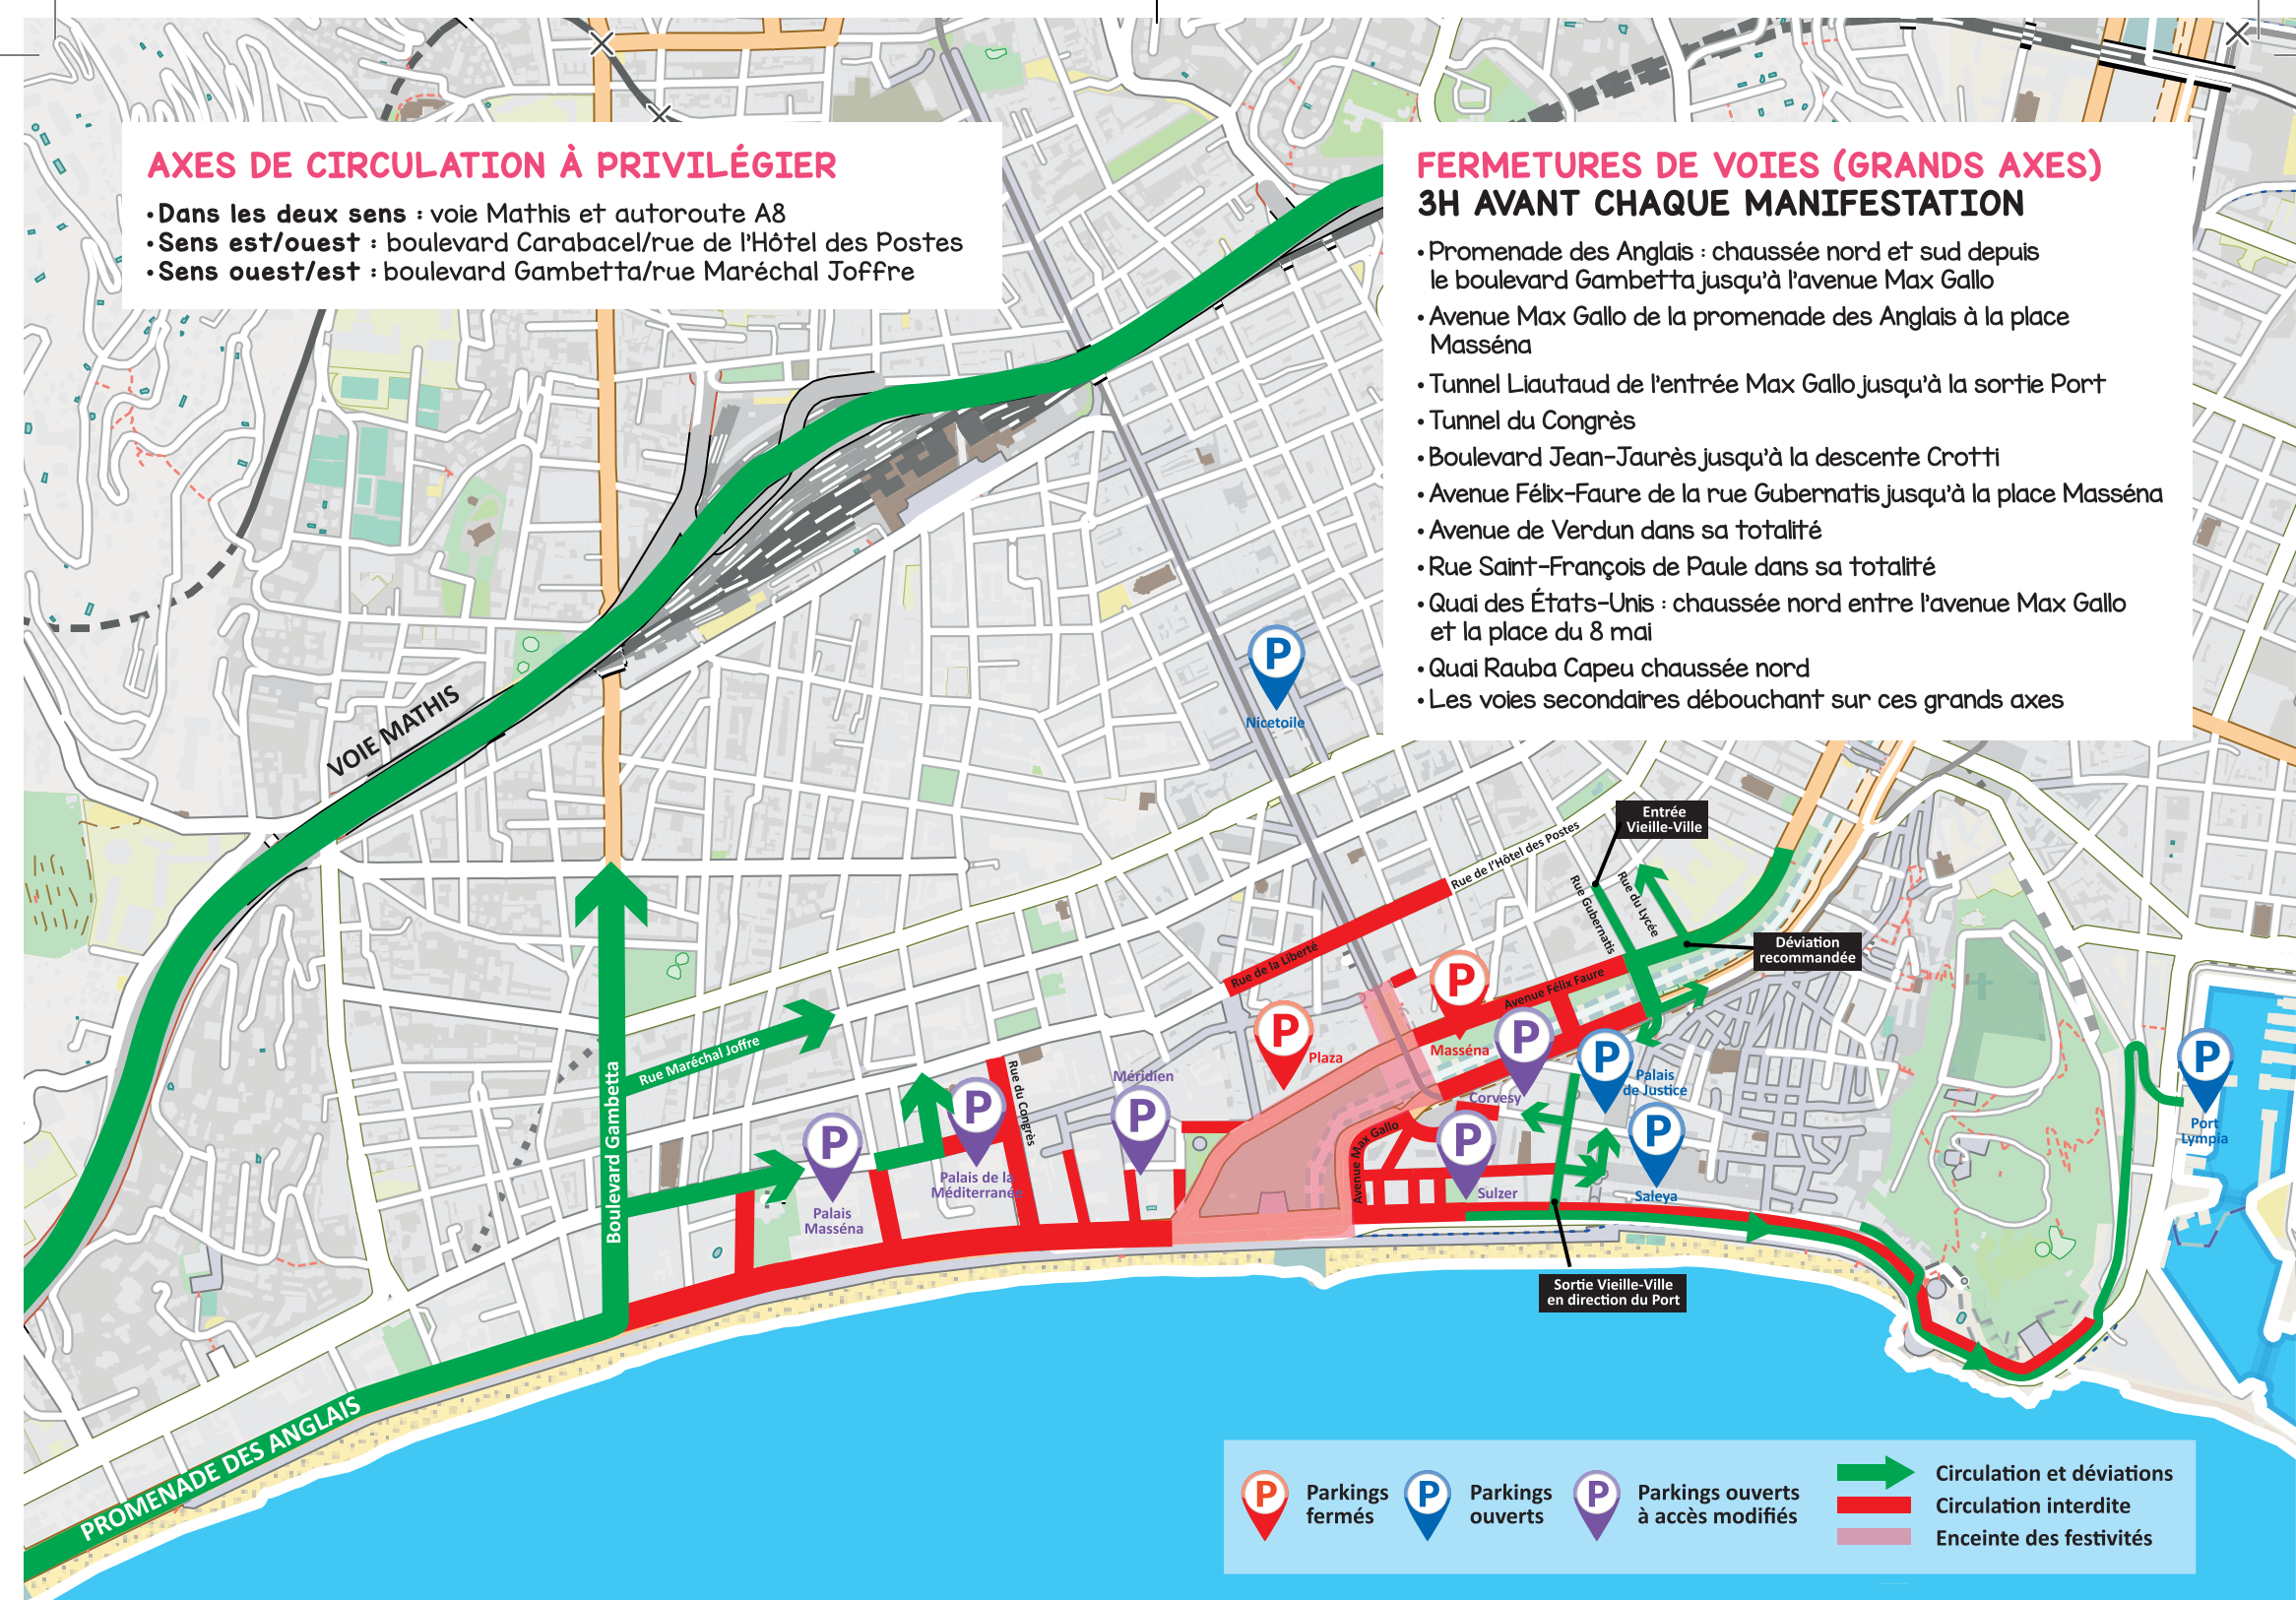 AXES DE CIRCULATION À PRIVILÉGIER
• Dans les deux sens : voie Mathis et autoroute A8
• Sens est/ouest : boulevard Carabacel/rue de l'Hôtel des Postes
• Sens ouest/est : boulevard Gambetta/rue Maréchal Joffre
FERMETURES DE VOIES (GRANDS AXES)
3H AVANT CHAQUE MANIFESTATION
• Promenade des Anglais : chaussée nord et sud depuis
le boulevard Gambetta jusqu'à l'avenue Max Gallo
• Avenue Max Gallo de la promenade des Anglais à la place
Masséna
• Tunnel Liautaud de l'entrée Max Gallo jusqu'à la sortie Port
• Tunnel du Congrès
• Boulevard Jean-Jaurès jusqu'à la descente Crotti
• Avenue Félix-Faure de la rue Gubernatis jusqu'à la place Masséna
• Avenue de Verdun dans sa totalité
• Rue Saint-François de Paule dans sa totalité
• Quai des États-Unis : chaussée nord entre l'avenue Max Gallo
et la place du 8 mai
• Quai Rauba Capeu chaussée nord
• Les voies secondaires débouchant sur ces grands axes
P
Nicetoile
VOIE MATHIS
Entrée
Vieille-Ville
Rue de l'Hôtel des Postes
Rue Gubernatis
Rue du Lycée
Déviation
recommandée
Rue de la Liberté
P
Masséna
Avenue Félix Faure
P
Plaza
P
Corvesy
P
Palais
de Justice
P
Port
Lympia
Rue Maréchal Joffre
Boulevard Gambetta
P
Palais
Masséna
P
Palais de la
Méditerranée
Rue du Congrès
Méridien
P
Avenue Max Gallo
P
Sulzer
P
Saleya
Sortie Vieille-Ville
en direction du Port
PROMENADE DES ANGLAIS
P
Parkings
fermés
P
Parkings
ouverts
P
Parkings ouverts
à accès modifiés
Circulation et déviations
Circulation interdite
Enceinte des festivités